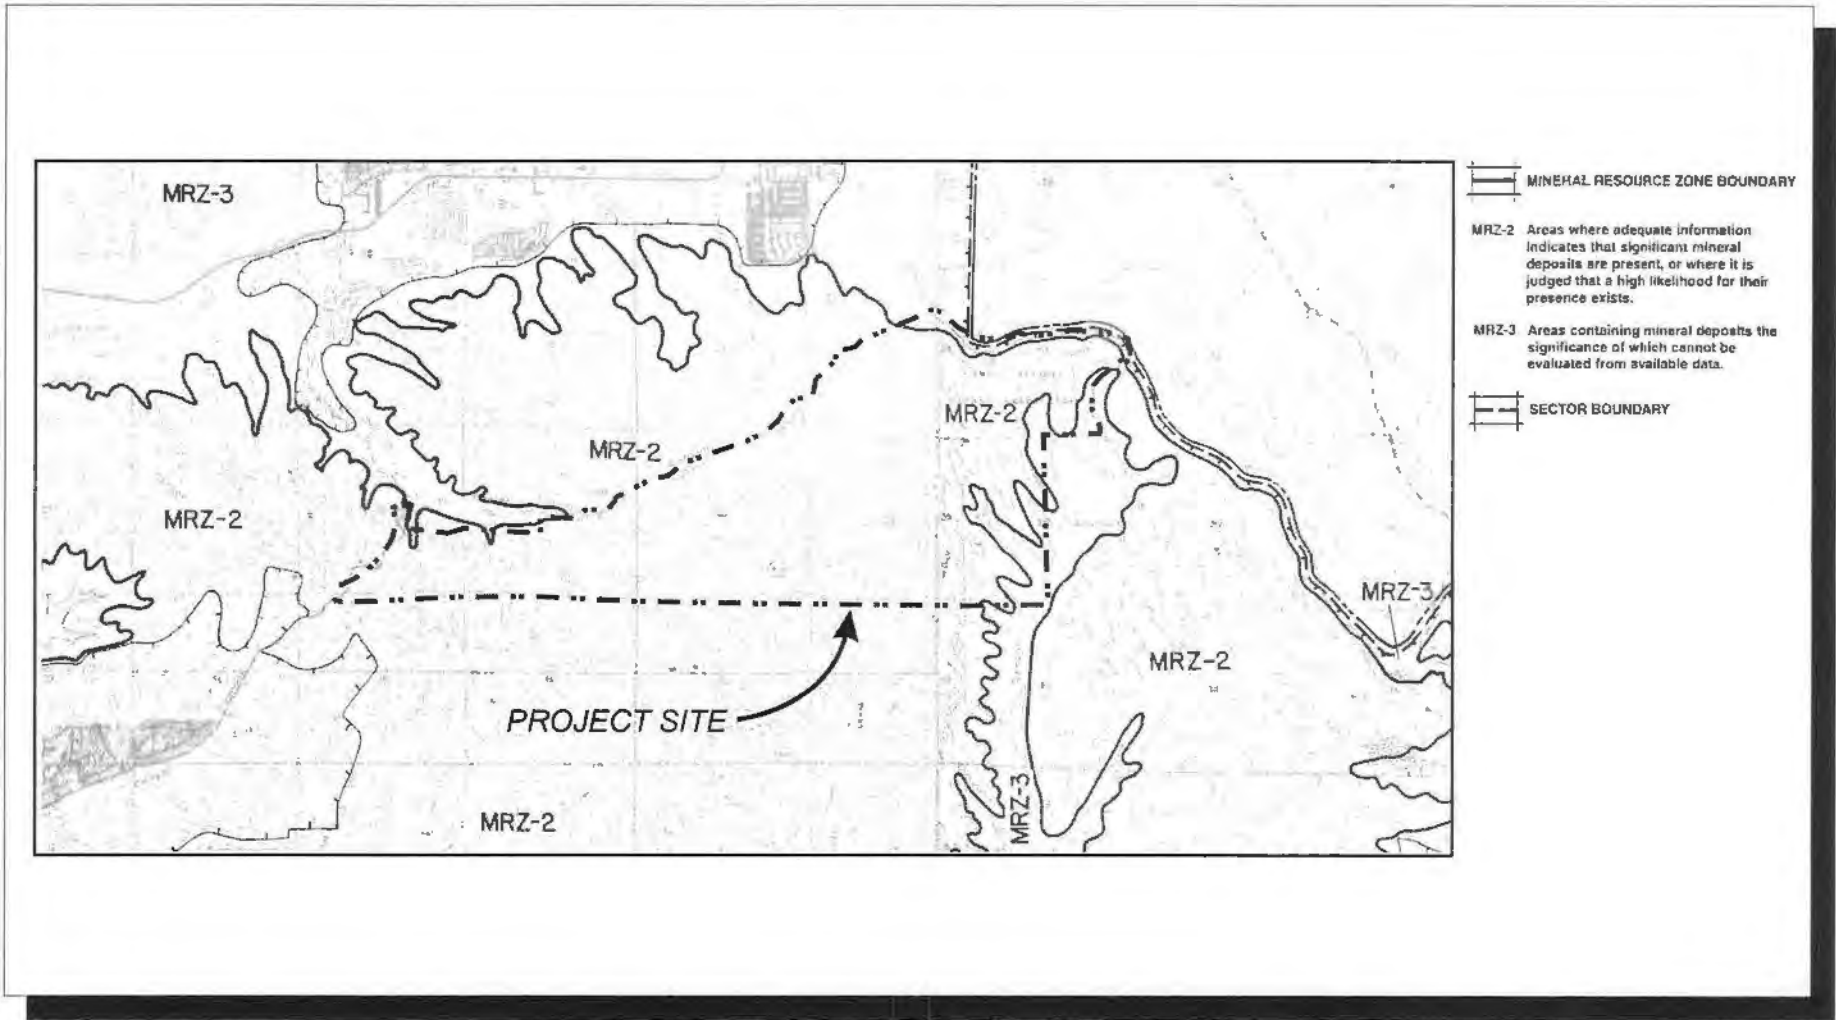 MRZ-3
MRZ-2
MRZ-2
MRZ-2
MRZ-3
MRZ-2
PROJECT SITE
MRZ-2
MRZ-3
MINERAL RESOURCE ZONE BOUNDARY
MRZ-2 Areas where adequate information
indicates that significant mineral
deposits are present, or where it is
judged that a high likelihood for their
presence exists.
MRZ-3 Areas containing mineral deposits the
significance of which cannot be
evaluated from available data.
SECTOR BOUNDARY